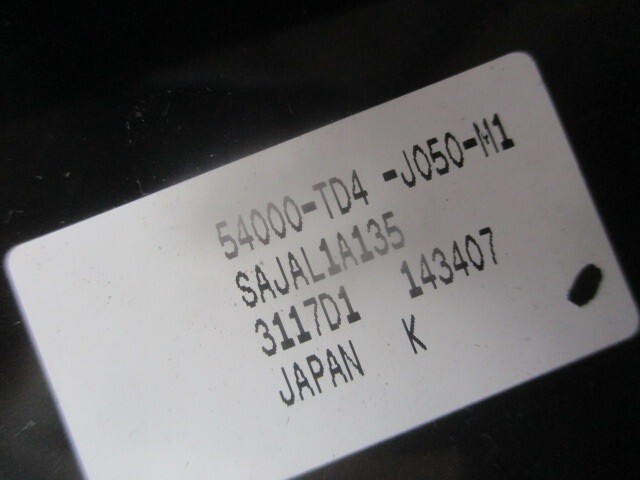 54000-TD4 -J050-M1
SAJAL1A135
3117D1 143407
JAPAN K